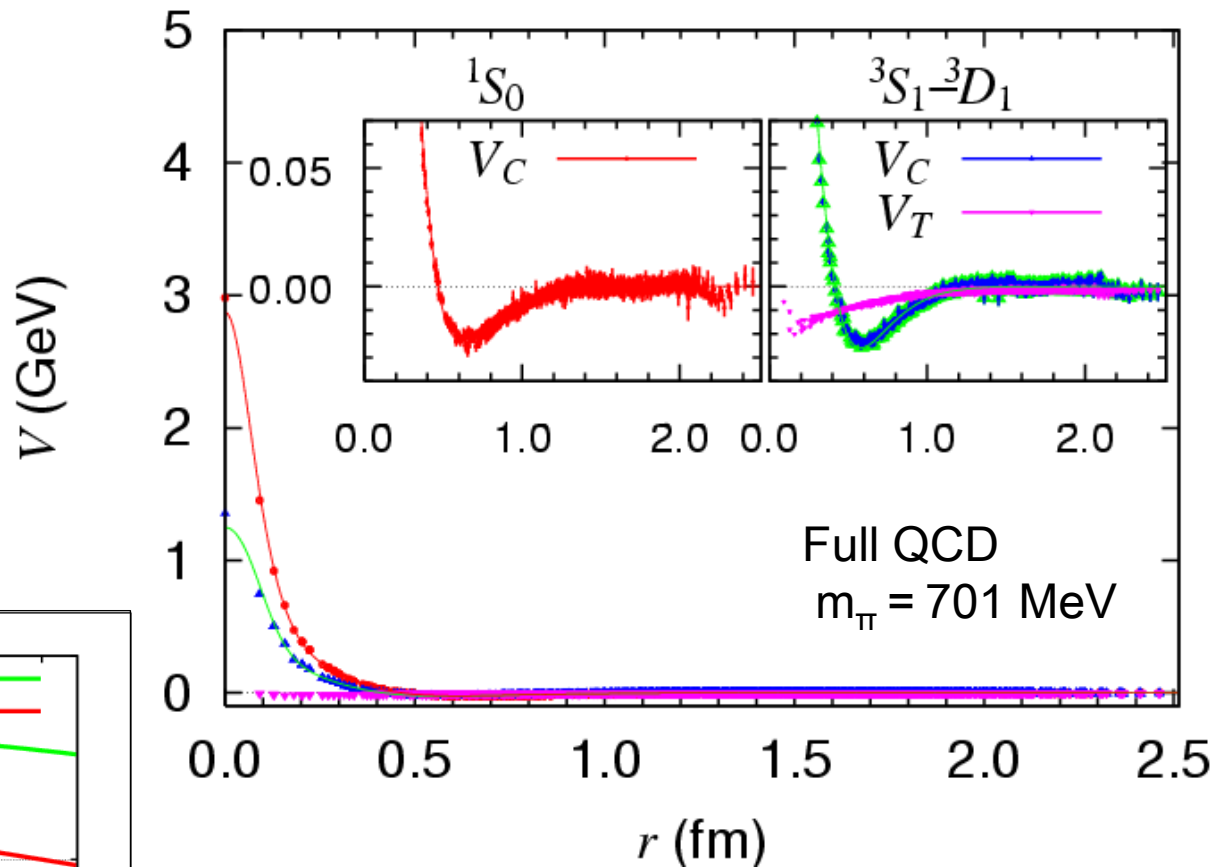 5
4
3
2
1
0
V (GeV)
0.0 0.5 1.0 1.5 2.0 2.5
r (fm)
¹S₀
V_C
0.05
0.00
0.0 1.0 2.0
³S₁–³D₁
V_C
V_T
0.0 1.0 2.0
Full QCD
m_π = 701 MeV